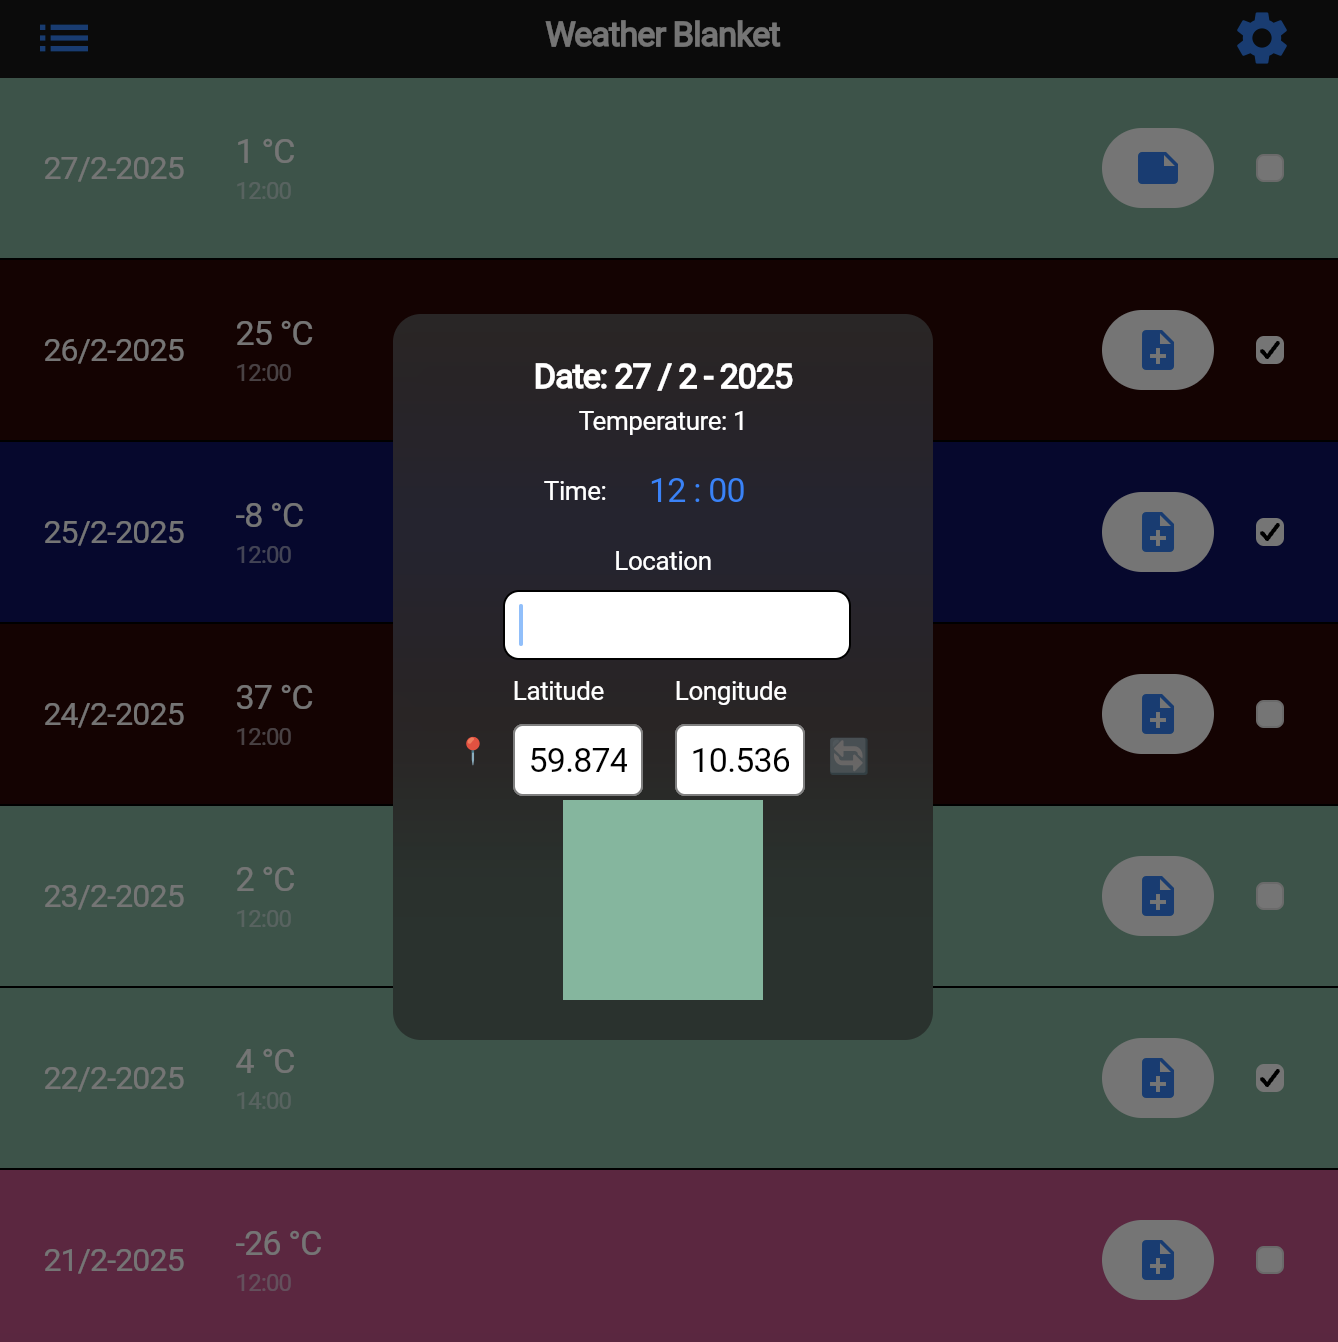 Weather Blanket
27/2-2025
1 °C
12:00
26/2-2025
25 °C
12:00
25/2-2025
-8 °C
12:00
24/2-2025
37 °C
12:00
23/2-2025
2 °C
12:00
22/2-2025
4 °C
14:00
21/2-2025
-26 °C
12:00
Date: 27 / 2 - 2025
Temperature: 1
Time: 12 : 00
Location
Latitude Longitude
59.874 10.536